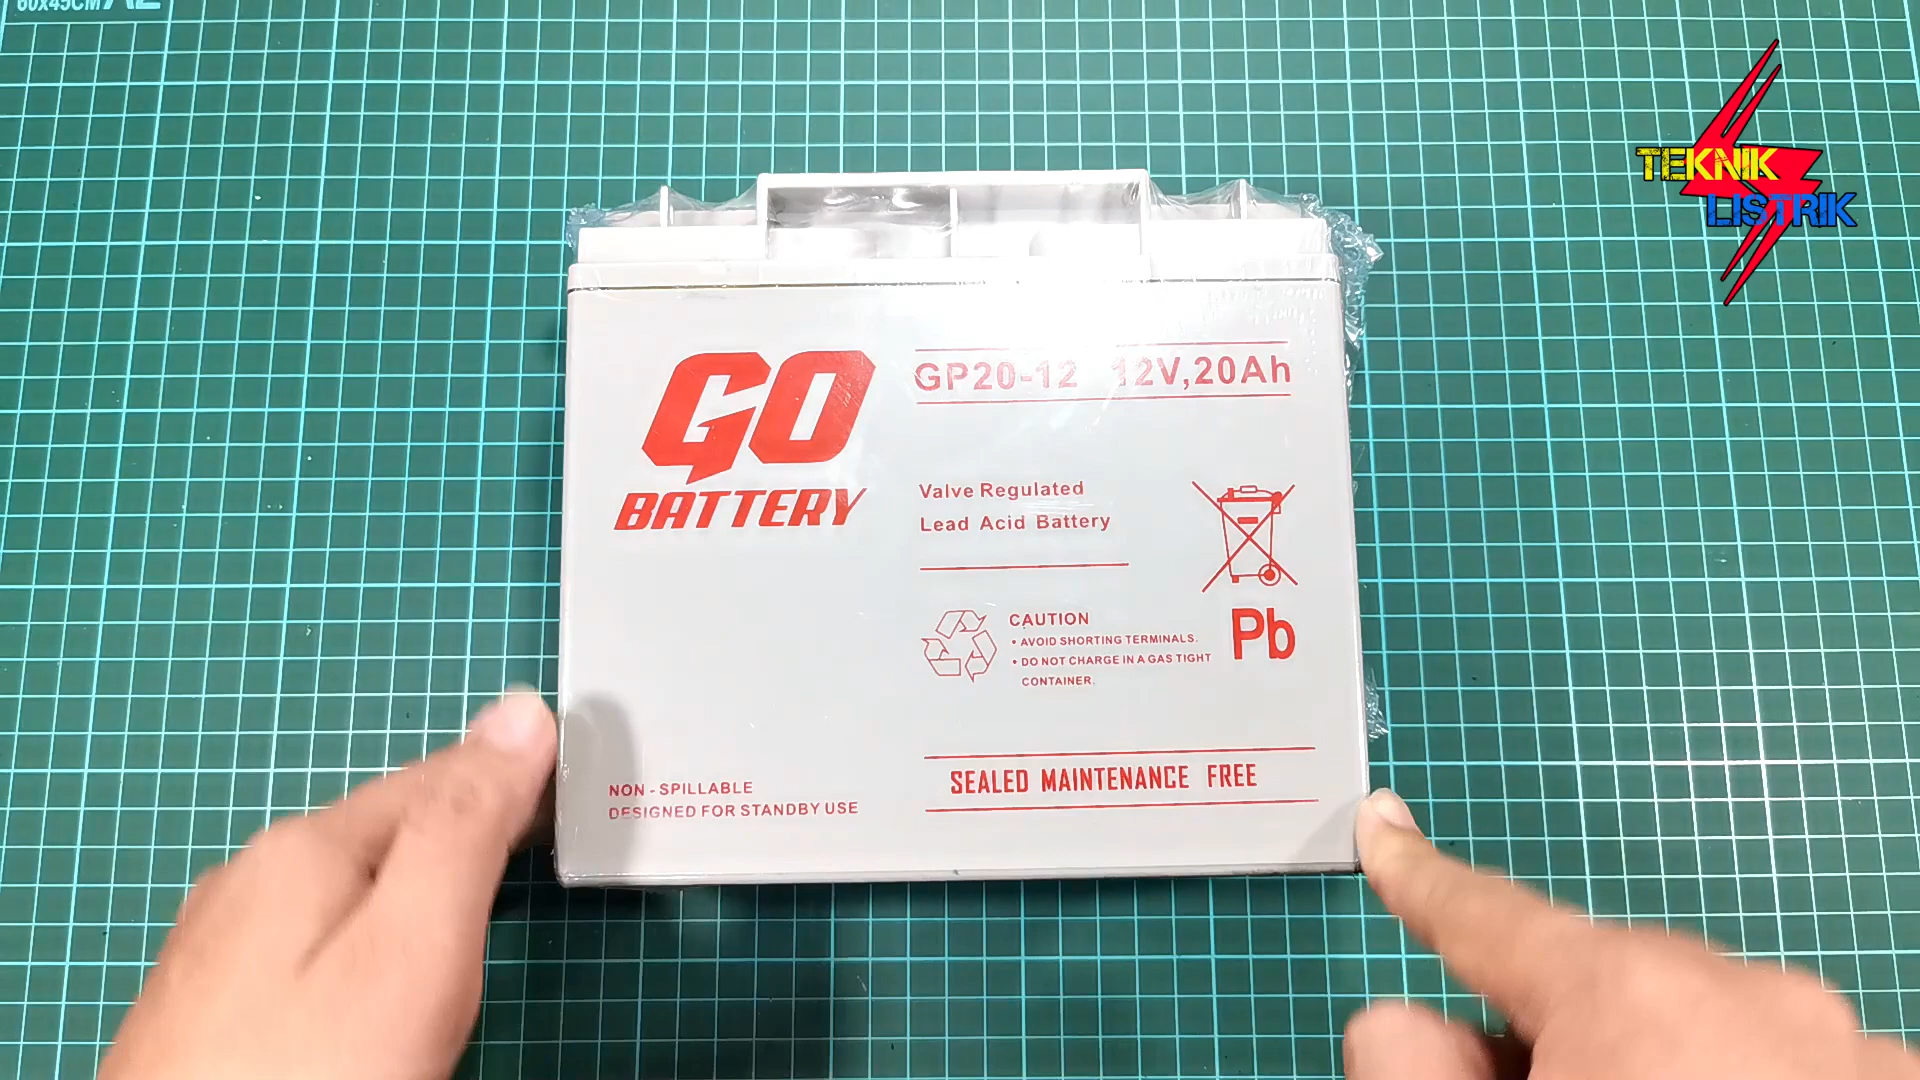 60x45CM A2
TEKNIK
LISTRIK
GO
BATTERY
GP20-12 12V,20Ah
Valve Regulated
Lead Acid Battery
Pb
CAUTION
• AVOID SHORTING TERMINALS.
• DO NOT CHARGE IN A GAS TIGHT
CONTAINER.
NON - SPILLABLE
DESIGNED FOR STANDBY USE
SEALED MAINTENANCE FREE